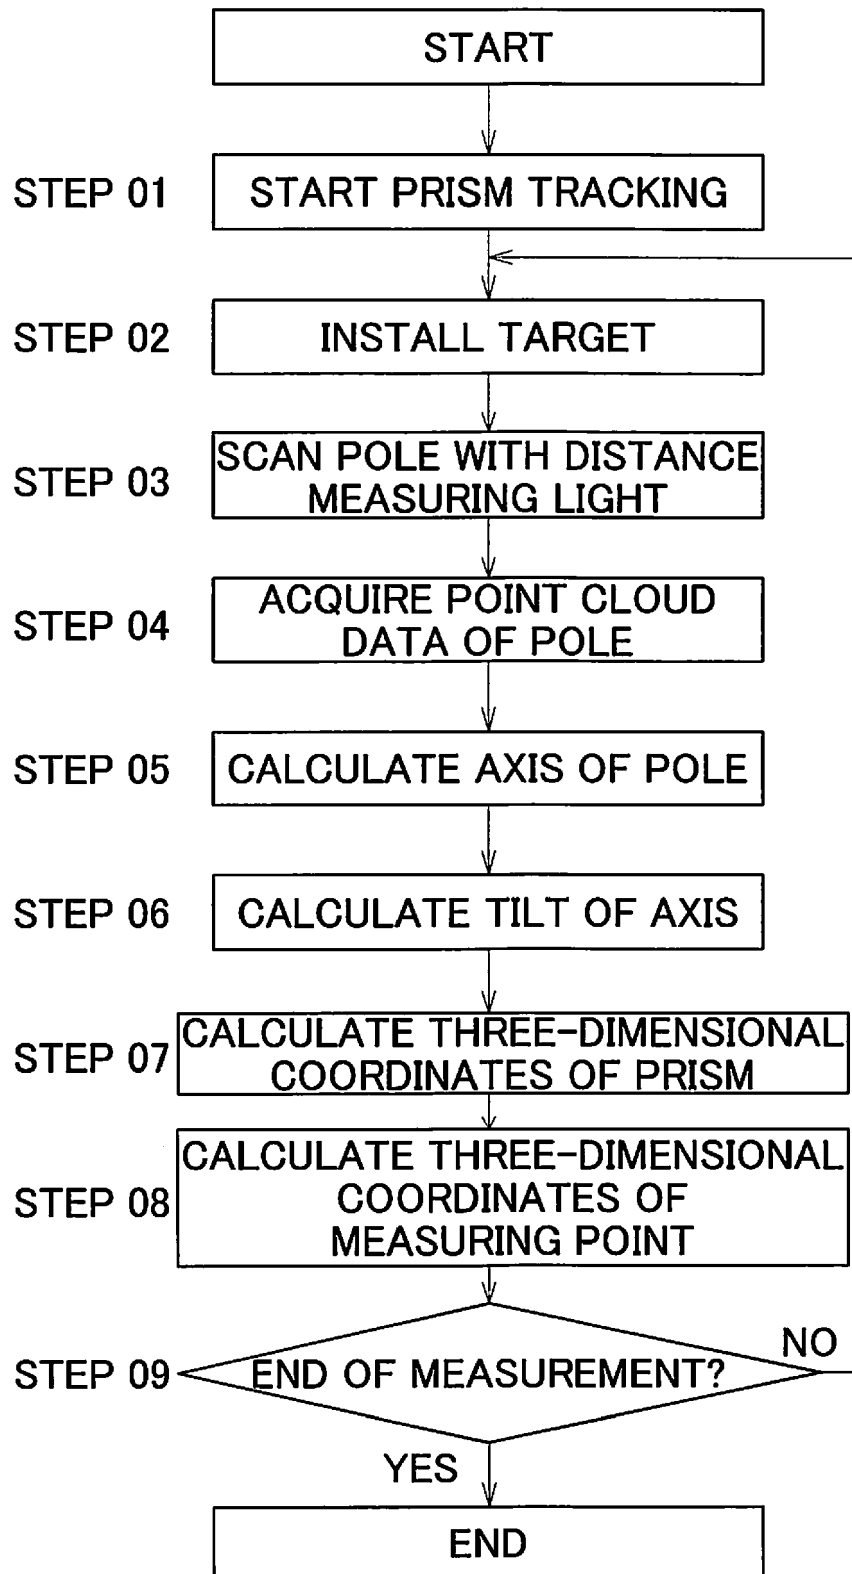 START
STEP 01
START PRISM TRACKING
STEP 02
INSTALL TARGET
STEP 03
SCAN POLE WITH DISTANCE
MEASURING LIGHT
STEP 04
ACQUIRE POINT CLOUD
DATA OF POLE
STEP 05
CALCULATE AXIS OF POLE
STEP 06
CALCULATE TILT OF AXIS
STEP 07
CALCULATE THREE-DIMENSIONAL
COORDINATES OF PRISM
STEP 08
CALCULATE THREE-DIMENSIONAL
COORDINATES OF
MEASURING POINT
STEP 09
END OF MEASUREMENT?
NO
YES
END